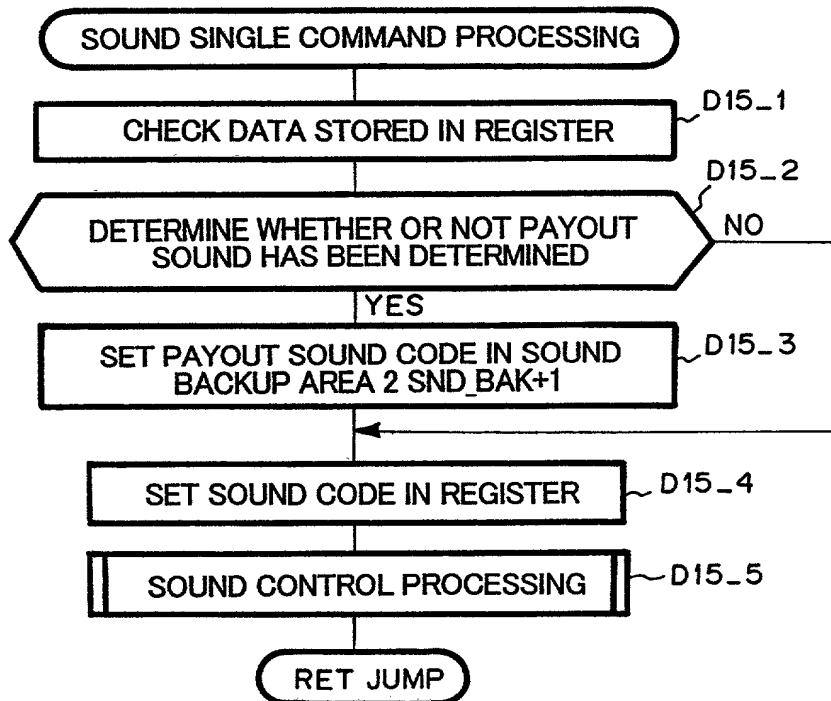 SOUND SINGLE COMMAND PROCESSING
D15_1
CHECK DATA STORED IN REGISTER
D15_2
DETERMINE WHETHER OR NOT PAYOUT
SOUND HAS BEEN DETERMINED
NO
YES
SET PAYOUT SOUND CODE IN SOUND
BACKUP AREA 2 SND_BAK+1
D15_3
SET SOUND CODE IN REGISTER
D15_4
SOUND CONTROL PROCESSING
D15_5
RET JUMP